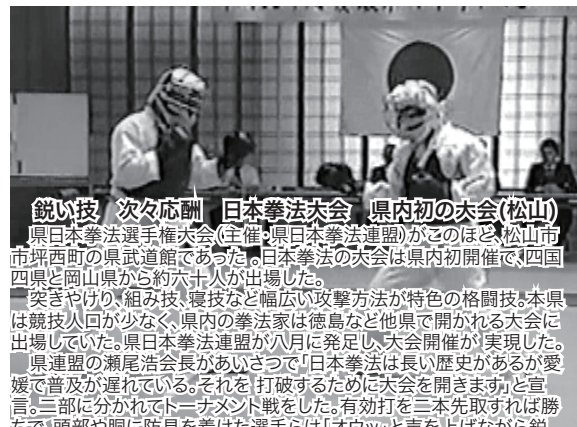 鋭い技　次々応酬　日本拳法大会　県内初の大会(松山)
　県日本拳法選手権大会(主催・県日本拳法連盟)がこのほど、松山市
市坪西町の県武道館であった。日本拳法の大会は県内初開催で、四国
四県と岡山県から約六十人が出場した。
　突きやけり、組み技、寝技など幅広い攻撃方法が特色の格闘技。本県
は競技人口が少なく、県内の拳法家は徳島など他県で開かれる大会に
出場していた。県日本拳法連盟が八月に発足し、大会開催が 実現した。
　県連盟の瀬尾浩会長があいさつで「日本拳法は長い歴史があるが愛
媛で普及が遅れている。それを 打破するために大会を開きます」と宣
言。二部に分かれてトーナメント戦をした。有効打を二本先取すれば勝
ちで、頭部や胴に防具を着けた選手らは「オウッ」と声を上げながら鋭